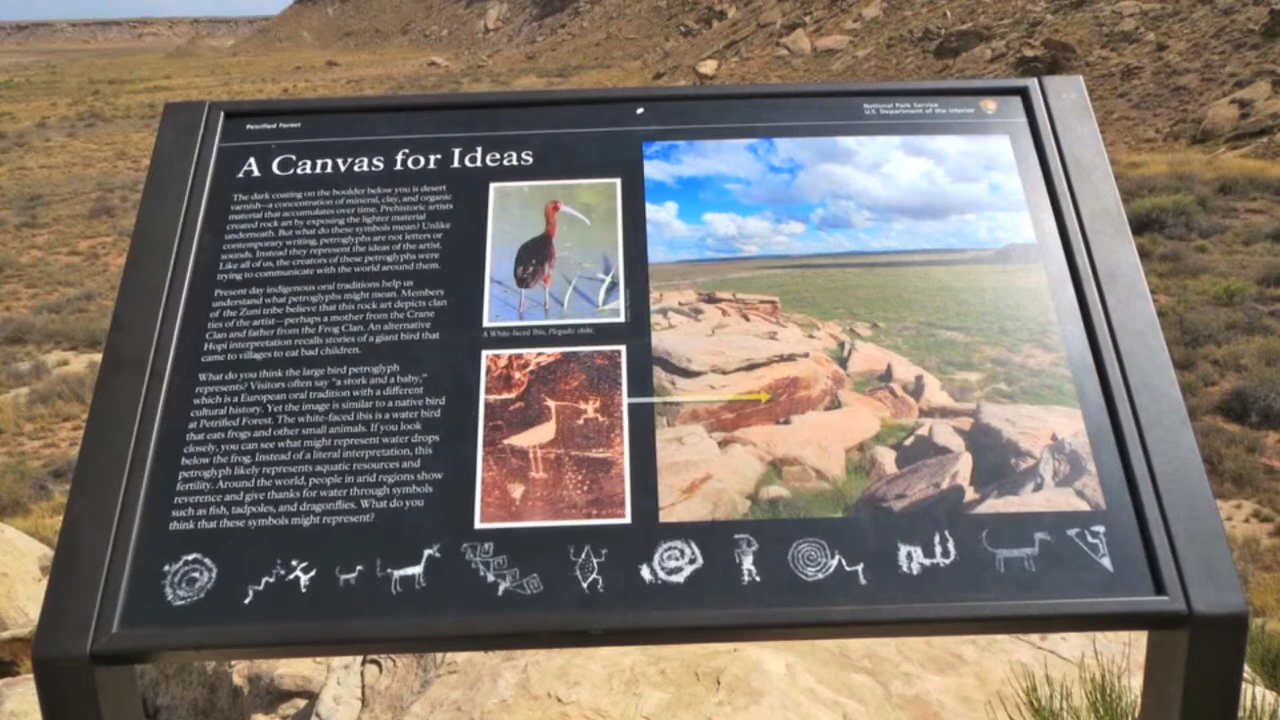 Petrified Forest
National Park Service
U.S. Department of the Interior
A Canvas for Ideas
The dark coating on the boulder below you is desert
varnish—a concentration of mineral, clay, and organic
material that accumulates over time. Prehistoric artists
created rock art by exposing the lighter material
underneath. But what do these symbols mean? Unlike
contemporary writing, petroglyphs are not letters or
sounds. Instead they represent the ideas of the artist.
Like all of us, the creators of these petroglyphs were
trying to communicate with the world around them.
Present day indigenous oral traditions help us
understand what petroglyphs might mean. Members
of the Zuni tribe believe that this rock art depicts clan
ties of the artist—perhaps a mother from the Crane
Clan and father from the Frog Clan. An alternative
Hopi interpretation recalls stories of a giant bird that
came to villages to eat bad children.
What do you think the large bird petroglyph
represents? Visitors often say "a stork and a baby,"
which is a European oral tradition with a different
cultural history. Yet the image is similar to a native bird
at Petrified Forest. The white-faced ibis is a water bird
that eats frogs and other small animals. If you look
closely, you can see what might represent water drops
below the frog. Instead of a literal interpretation, this
petroglyph likely represents aquatic resources and
fertility. Around the world, people in arid regions show
reverence and give thanks for water through symbols
such as fish, tadpoles, and dragonflies. What do you
think that these symbols might represent?
A White-faced Ibis, Plegadis chihi.